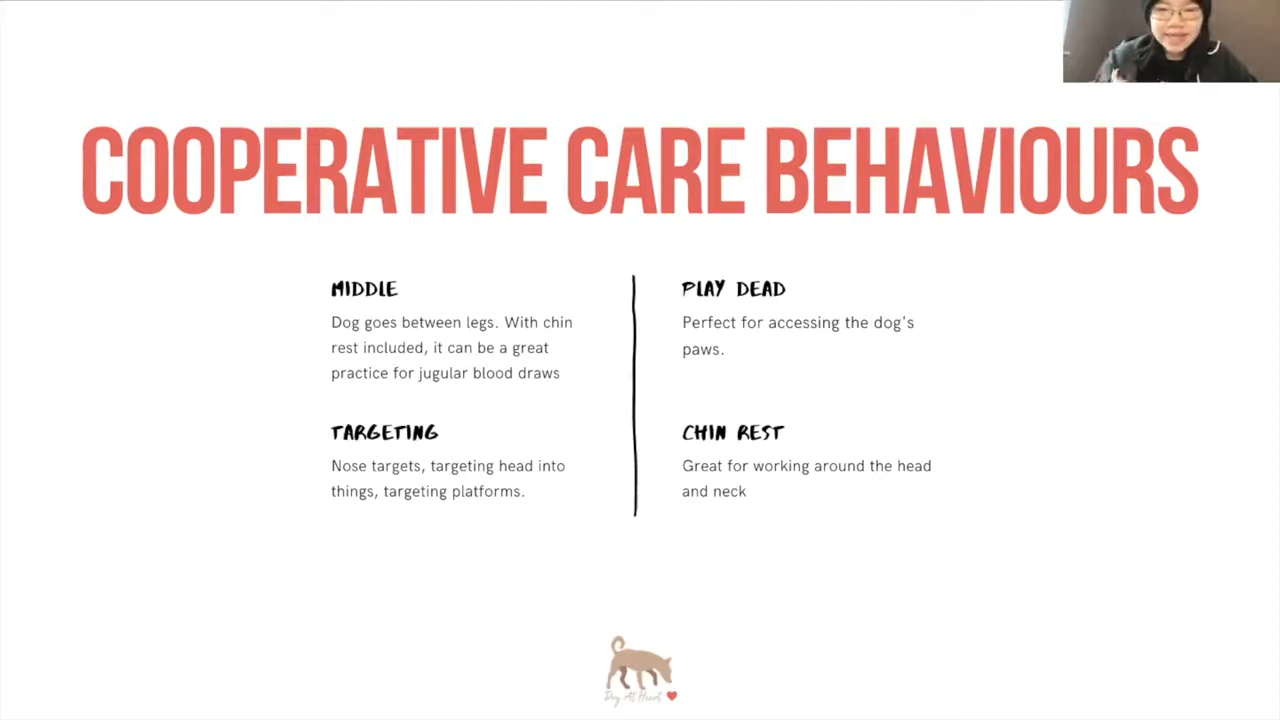 COOPERATIVE CARE BEHAVIOURS
MIDDLE
Dog goes between legs. With chin
rest included, it can be a great
practice for jugular blood draws
TARGETING
Nose targets, targeting head into
things, targeting platforms.
PLAY DEAD
Perfect for accessing the dog's
paws.
CHIN REST
Great for working around the head
and neck
Dog At Heart